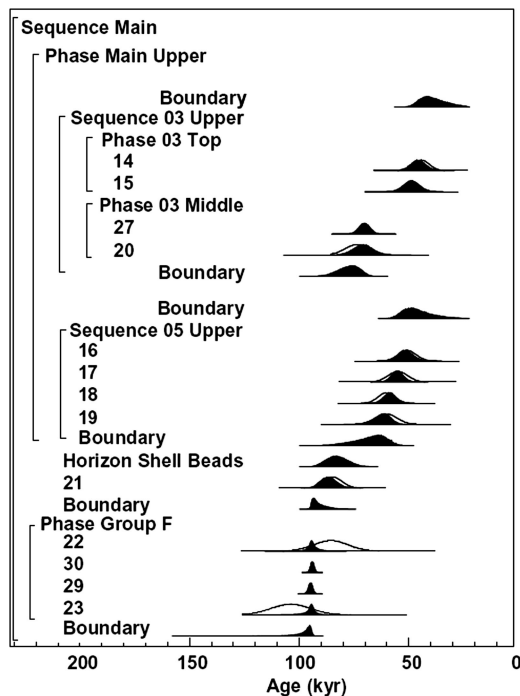 Sequence Main
Phase Main Upper
Boundary
Sequence 03 Upper
Phase 03 Top
14
15
Phase 03 Middle
27
20
Boundary
Boundary
Sequence 05 Upper
16
17
18
19
Boundary
Horizon Shell Beads
21
Boundary
Phase Group F
22
30
29
23
Boundary
200 150 100 50 0
Age (kyr)